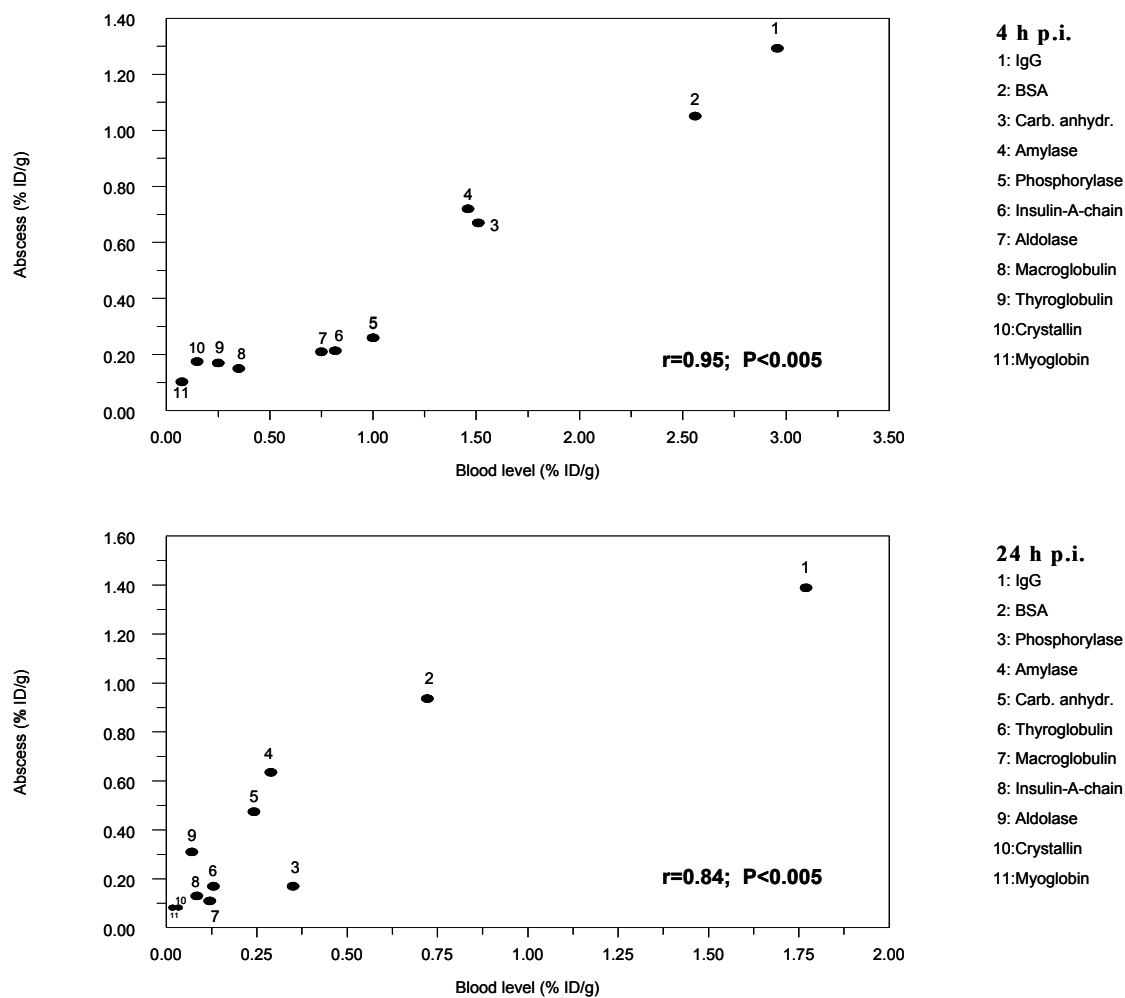 1.40
1.20
1.00
0.80
0.60
0.40
0.20
0.00
Abscess (% ID/g)
1
2
4
3
5
6
7
8
9
10
11
r=0.95; P<0.005
0.00 0.50 1.00 1.50 2.00 2.50 3.00 3.50
Blood level (% ID/g)
4 h p.i.
1: IgG
2: BSA
3: Carb. anhydr.
4: Amylase
5: Phosphorylase
6: Insulin-A-chain
7: Aldolase
8: Macroglobulin
9: Thyroglobulin
10:Crystallin
11:Myoglobin
1.60
1.40
1.20
1.00
0.80
0.60
0.40
0.20
0.00
Abscess (% ID/g)
1
2
4
5
9
3
6
8
7
10
11
r=0.84; P<0.005
0.00 0.25 0.50 0.75 1.00 1.25 1.50 1.75 2.00
Blood level (% ID/g)
24 h p.i.
1: IgG
2: BSA
3: Phosphorylase
4: Amylase
5: Carb. anhydr.
6: Thyroglobulin
7: Macroglobulin
8: Insulin-A-chain
9: Aldolase
10:Crystallin
11:Myoglobin